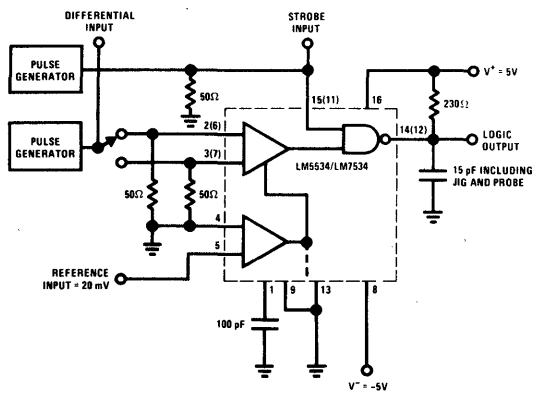 DIFFERENTIAL
INPUT
STROBE
INPUT
PULSE
GENERATOR
50Ω
15(11)
16
V+ = 5V
230Ω
PULSE
GENERATOR
2(6)
3(7)
LM5534/LM7534
14(12)
LOGIC
OUTPUT
50Ω
50Ω
15 pF INCLUDING
JIG AND PROBE
4
5
REFERENCE
INPUT = 20 mV
1
9
13
8
100 pF
V− = -5V